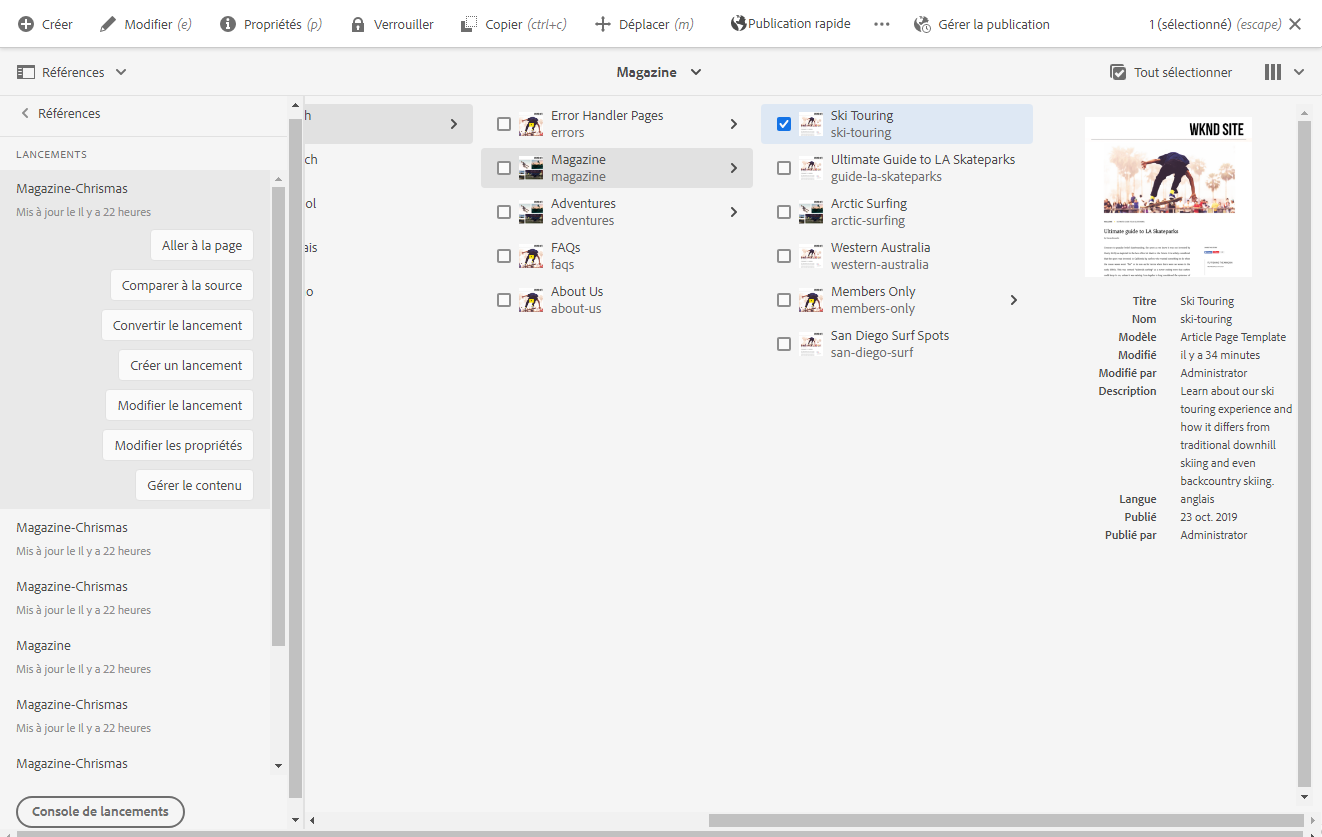 Créer
Modifier (e)
Propriétés (p)
Verrouiller
Copier (ctrl+c)
Déplacer (m)
Publication rapide
Gérer la publication
1 (sélectionné) (escape)
Références
Magazine
Tout sélectionner
Références
LANCEMENTS
Magazine-Chrismas
Mis à jour le Il y a 22 heures
Aller à la page
Comparer à la source
Convertir le lancement
Créer un lancement
Modifier le lancement
Modifier les propriétés
Gérer le contenu
Magazine-Chrismas
Mis à jour le Il y a 22 heures
Magazine-Chrismas
Mis à jour le Il y a 22 heures
Magazine
Mis à jour le Il y a 22 heures
Magazine-Chrismas
Mis à jour le Il y a 22 heures
Magazine-Chrismas
Console de lancements
h
ch
ol
ais
o
Error Handler Pages
errors
Magazine
magazine
Adventures
adventures
FAQs
faqs
About Us
about-us
Ski Touring
ski-touring
Ultimate Guide to LA Skateparks
guide-la-skateparks
Arctic Surfing
arctic-surfing
Western Australia
western-australia
Members Only
members-only
San Diego Surf Spots
san-diego-surf
WKND SITE
Ultimate guide to LA Skateparks
Titre Ski Touring
Nom ski-touring
Modèle Article Page Template
Modifié il y a 34 minutes
Modifié par Administrator
Description Learn about our ski
touring experience and
how it differs from
traditional downhill
skiing and even
backcountry skiing.
Langue anglais
Publié 23 oct. 2019
Publié par Administrator